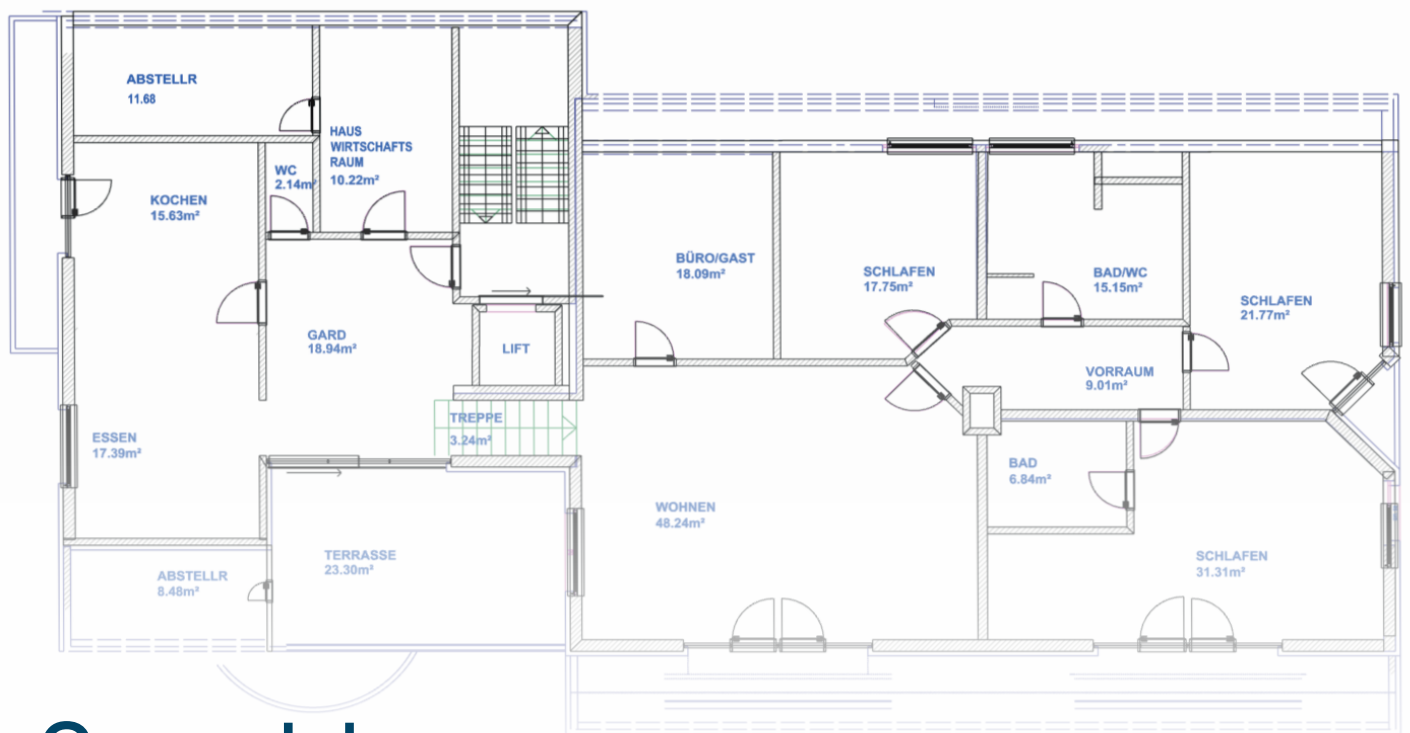 ABSTELLR
11.68
HAUS
WIRTSCHAFTS
RAUM
10.22m²
WC
2.14m²
KOCHEN
15.63m²
BÜRO/GAST
18.09m²
SCHLAFEN
17.75m²
BAD/WC
15.15m²
SCHLAFEN
21.77m²
GARD
18.94m²
LIFT
VORRAUM
9.01m²
TREPPE
3.24m²
ESSEN
17.39m²
BAD
6.84m²
WOHNEN
48.24m²
TERRASSE
23.30m²
SCHLAFEN
31.31m²
ABSTELLR
8.48m²